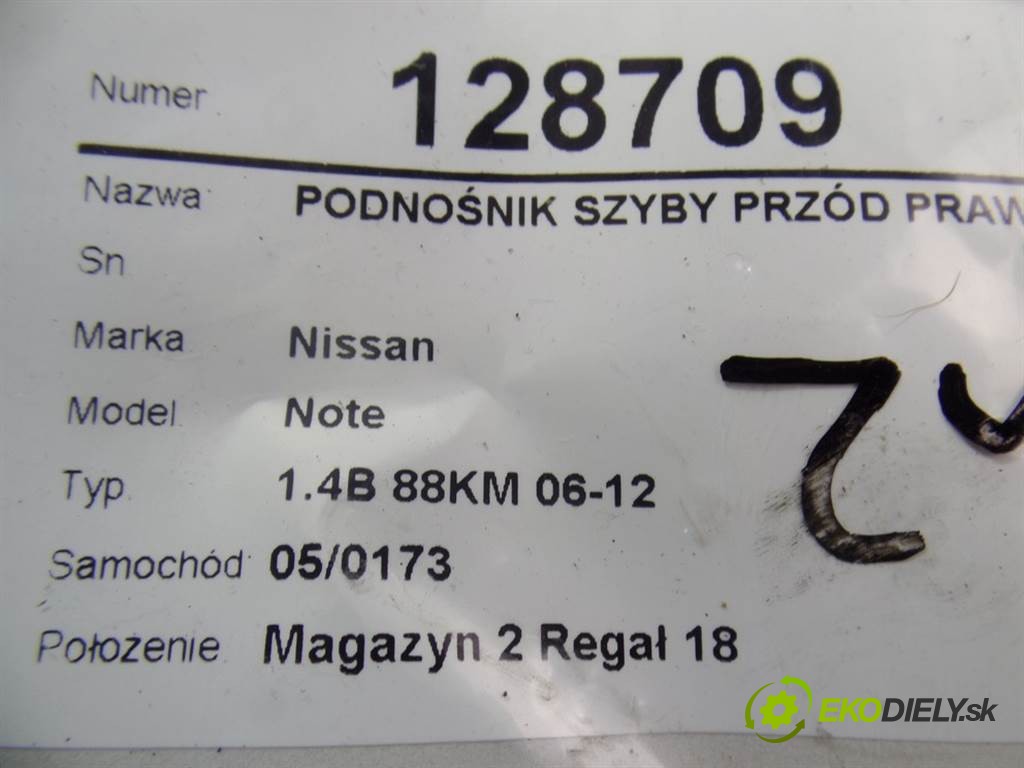 Numer 128709
Nazwa PODNOŚNIK SZYBY PRZÓD PRAW
Sn
Marka Nissan
Model Note
Typ 1.4B 88KM 06-12
Samochód 05/0173
Położenie Magazyn 2 Regał 18
EKODIELY.sk